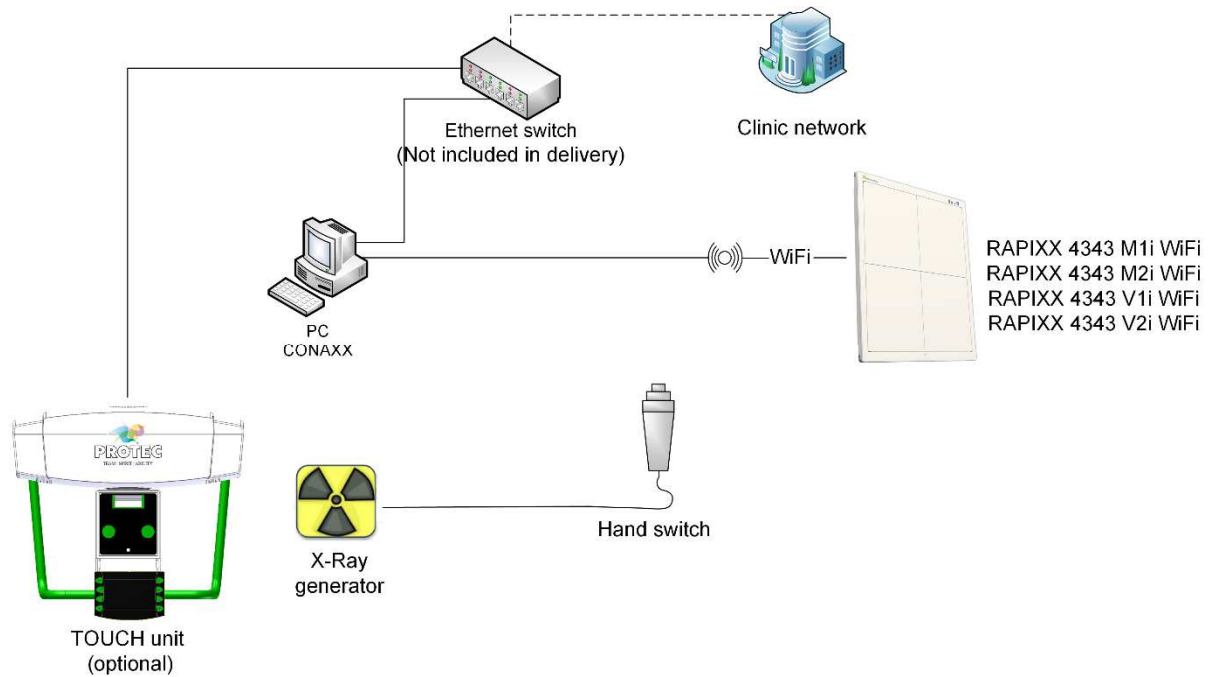 Ethernet switch
(Not included in delivery)
Clinic network
WiFi
RAPIXX 4343 M1i WiFi
RAPIXX 4343 M2i WiFi
RAPIXX 4343 V1i WiFi
RAPIXX 4343 V2i WiFi
PC
CONAXX
PROTEC
Hand switch
X-Ray
generator
TOUCH unit
(optional)